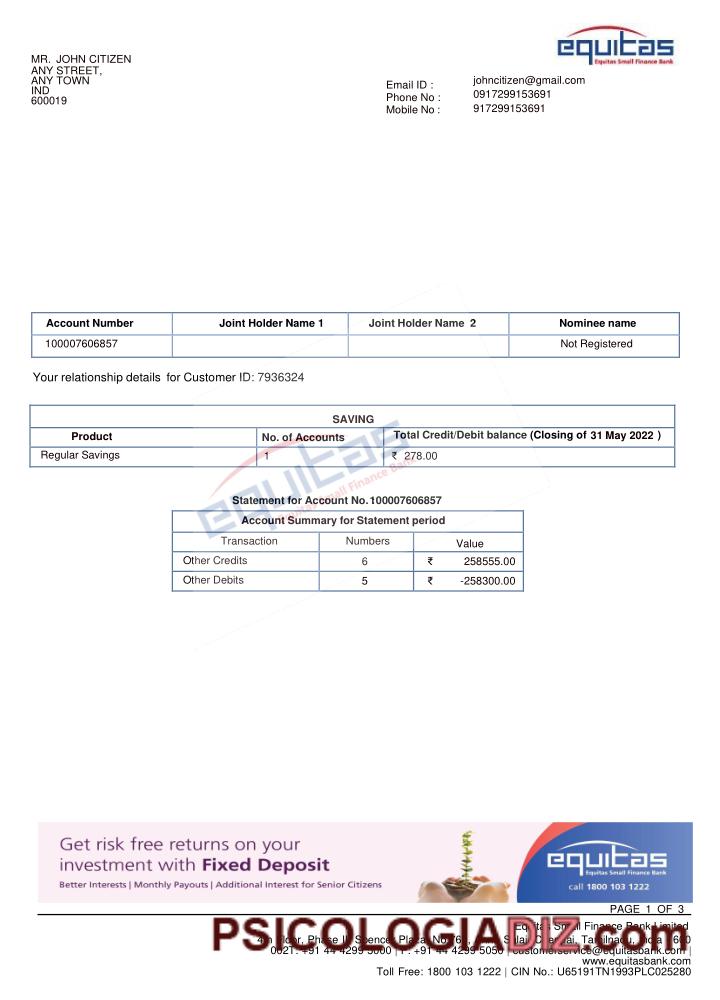 equitas
Equitas Small Finance Bank
MR. JOHN CITIZEN
ANY STREET,
ANY TOWN
IND
600019
Email ID : johncitizen@gmail.com
Phone No : 0917299153691
Mobile No : 917299153691
Account Number Joint Holder Name 1 Joint Holder Name 2 Nominee name
100007606857 Not Registered
Your relationship details for Customer ID: 7936324
SAVING
Product No. of Accounts Total Credit/Debit balance (Closing of 31 May 2022 )
Regular Savings 1 ₹ 278.00
equitas
Equitas Small Finance Bank
Statement for Account No.100007606857
Account Summary for Statement period
Transaction Numbers Value
Other Credits 6 ₹ 258555.00
Other Debits 5 ₹ -258300.00
Get risk free returns on your
investment with Fixed Deposit
Better Interests | Monthly Payouts | Additional Interest for Senior Citizens
equitas
Equitas Small Finance Bank
call 1800 103 1222
PAGE 1 OF 3
Equitas Small Finance Bank Limited
4th Floor, Phase II, Spencer Plaza, No.769, Salai, Chennai, Tamilnadu, India - 600
002T: +91 44 4299 5000 | F: +91 44 4299 5050 | customerservice@equitasbank.com |
www.equitasbank.com
Toll Free: 1800 103 1222 | CIN No.: U65191TN1993PLC025280
PSICOLOGIADIZ.com